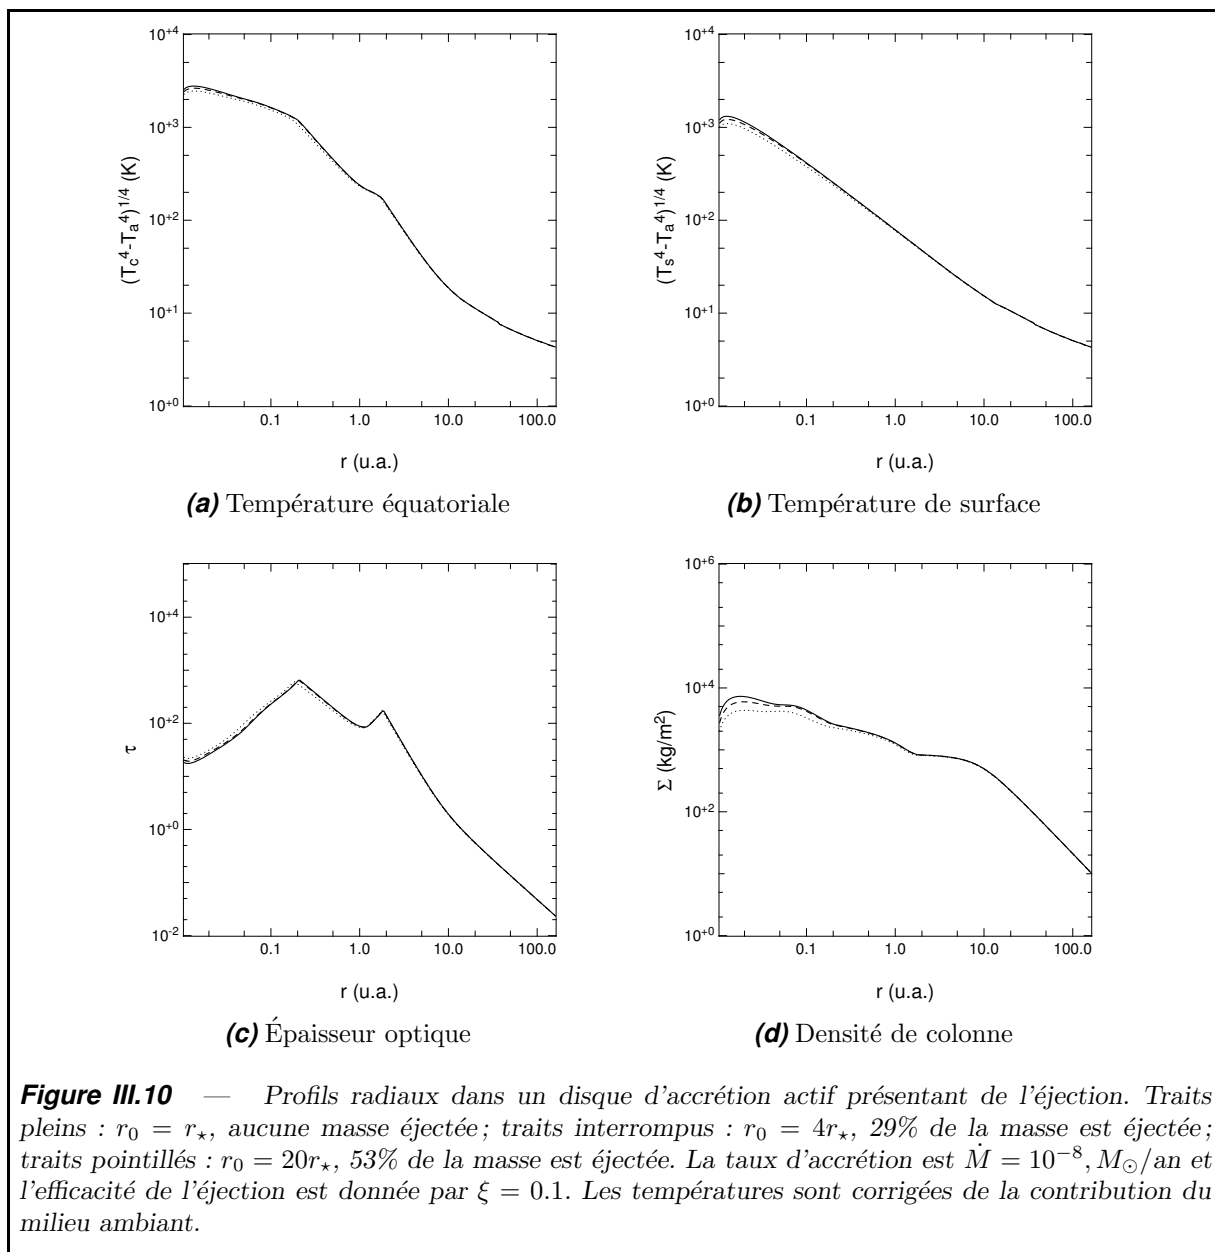 10+4
10+3
10+2
10+1
10+0
(Tc4-Ta4)1/4 (K)
0.1 1.0 10.0 100.0
r (u.a.)
(a) Température équatoriale
10+4
10+3
10+2
10+1
10+0
(Ts4-Ta4)1/4 (K)
0.1 1.0 10.0 100.0
r (u.a.)
(b) Température de surface
10+4
10+2
10+0
10-2
τ
0.1 1.0 10.0 100.0
r (u.a.)
(c) Épaisseur optique
10+6
10+4
10+2
10+0
Σ (kg/m2)
0.1 1.0 10.0 100.0
r (u.a.)
(d) Densité de colonne
Figure III.10 — Profils radiaux dans un disque d'accrétion actif présentant de l'éjection. Traits
pleins : r0 = r⋆, aucune masse éjectée ; traits interrompus : r0 = 4r⋆, 29% de la masse est éjectée ;
traits pointillés : r0 = 20r⋆, 53% de la masse est éjectée. La taux d'accrétion est Ṁ = 10−8, M⊙/an et
l'efficacité de l'éjection est donnée par ξ = 0.1. Les températures sont corrigées de la contribution du
milieu ambiant.